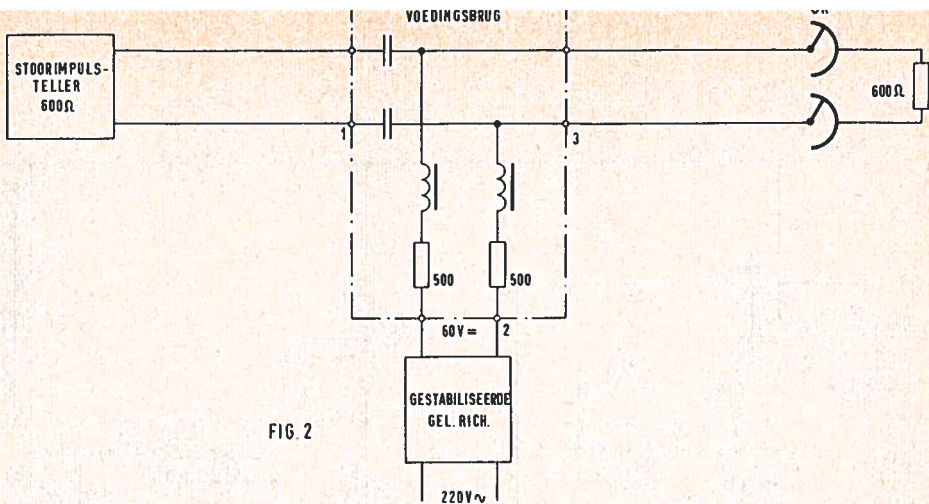 VOEDINGSBRUG
STOORIMPULS-
TELLER
600Ω
600Ω
1
3
500
500
60V=
2
GESTABILISEERDE
GEL. RICH.
FIG. 2
220V~